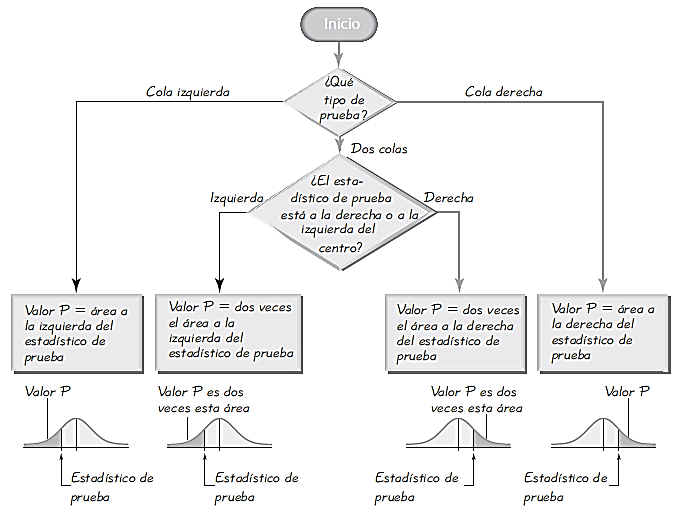 Inicio
¿Qué
tipo de
prueba?
Cola izquierda
Cola derecha
Dos colas
¿El esta-
dístico de prueba
está a la derecha o a la
izquierda del
centro?
Izquierda
Derecha
Valor P = área a
la izquierda del
estadístico de
prueba
Valor P = dos veces
el área a la
izquierda del
estadístico de prueba
Valor P = dos veces
el área a la derecha
del estadístico de
prueba
Valor P = área a
la derecha del
estadístico de
prueba
Valor P
Valor P es dos
veces esta área
Valor P es dos
veces esta área
Valor P
Estadístico de
prueba
Estadístico de
prueba
Estadístico de
prueba
Estadístico de
prueba